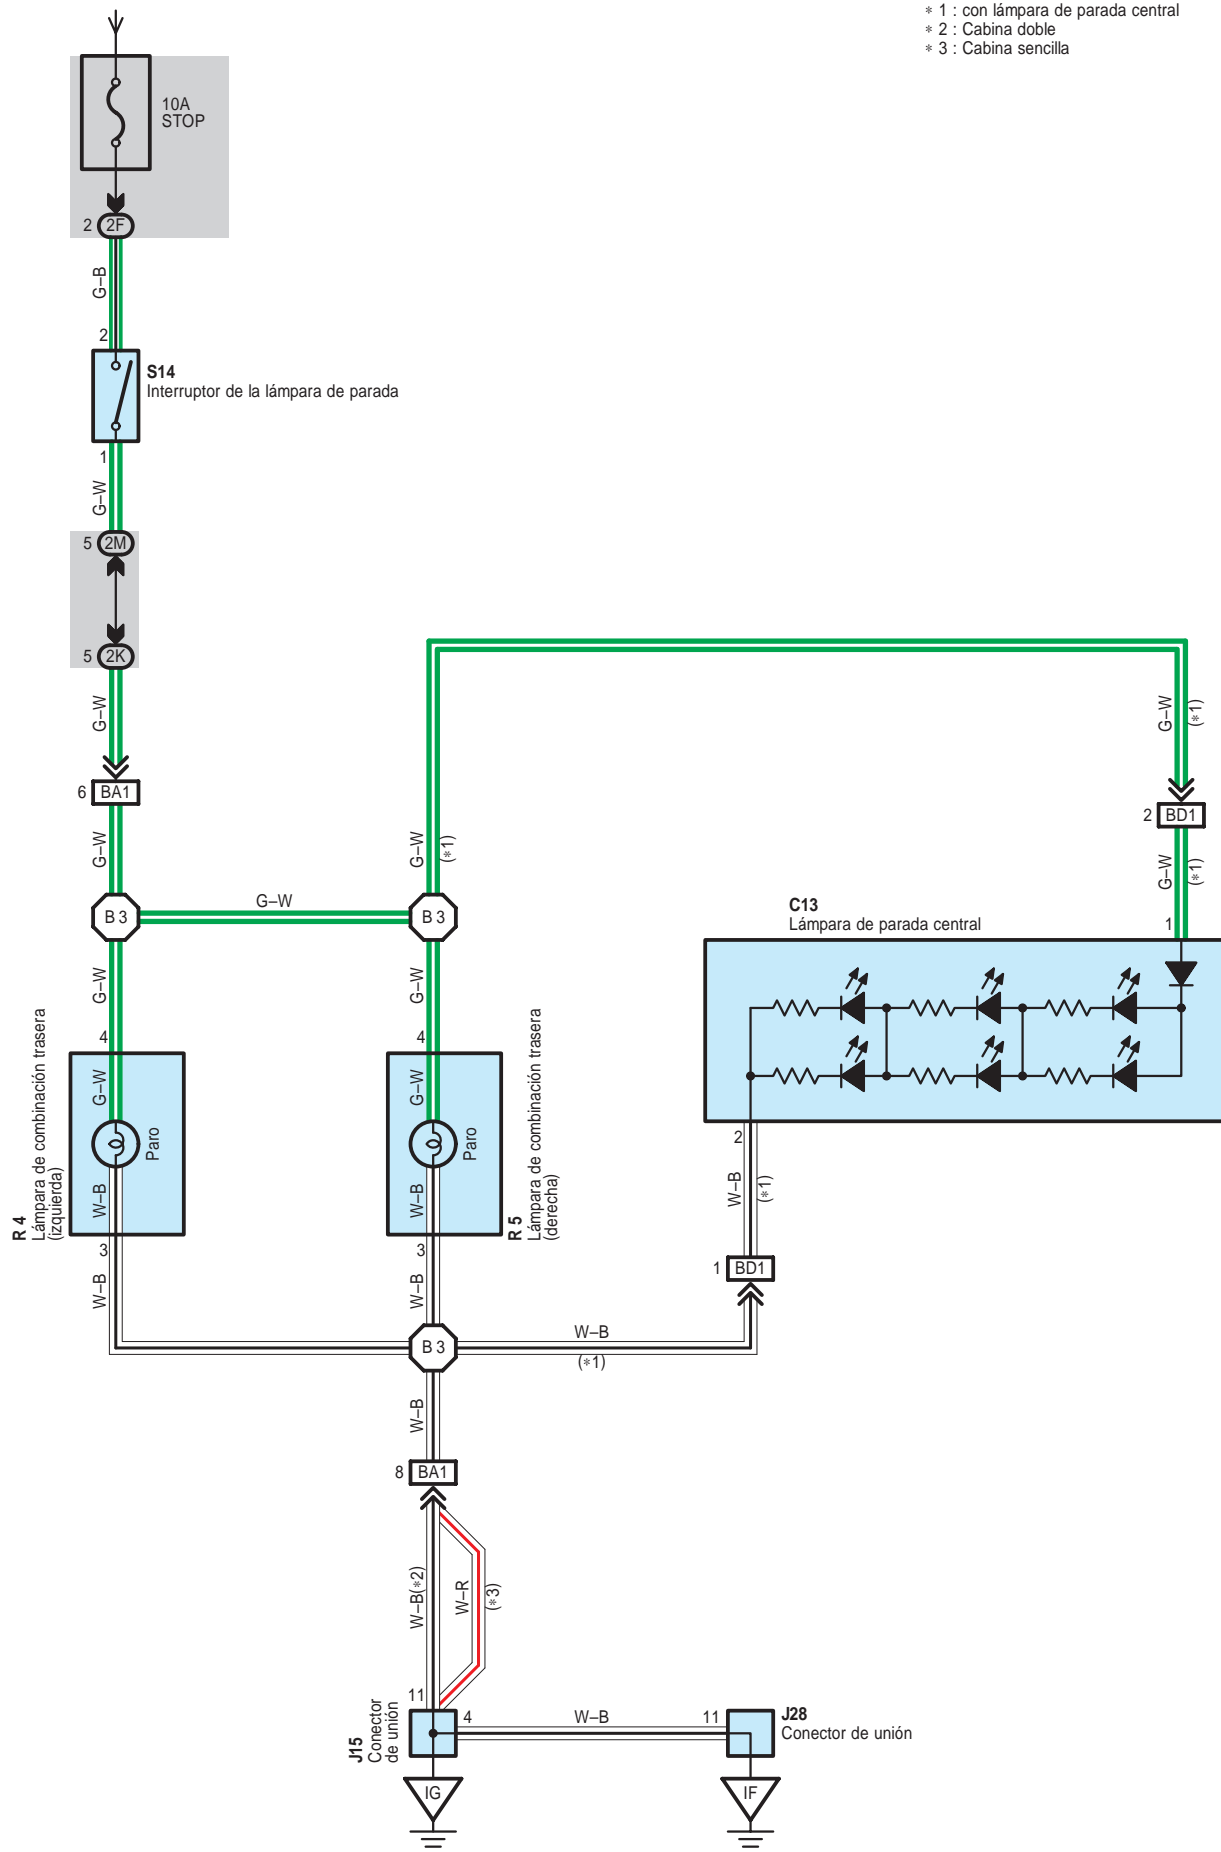 * 1 : con lámpara de parada central
* 2 : Cabina doble
* 3 : Cabina sencilla
10A
STOP
2 2F
G–B
2
S14
Interruptor de la lámpara de parada
1
G–W
5 2M
5 2K
G–W
G–W
(*1)
6 BA1
2 BD1
G–W
G–W
(*1)
G–W
(*1)
B 3
G–W
B 3
C13
Lámpara de parada central
1
G–W
G–W
4
4
R 4
Lámpara de combinación trasera
(izquierda)
G–W
Paro
W–B
G–W
Paro
W–B
R 5
Lámpara de combinación trasera
(derecha)
2
W–B
(*1)
3
3
W–B
W–B
1 BD1
B 3
W–B
(*1)
W–B
8 BA1
W–B(*2)
W–R
(*3)
11
J15
Conector
de unión
4
W–B
11
J28
Conector de unión
IG
IF